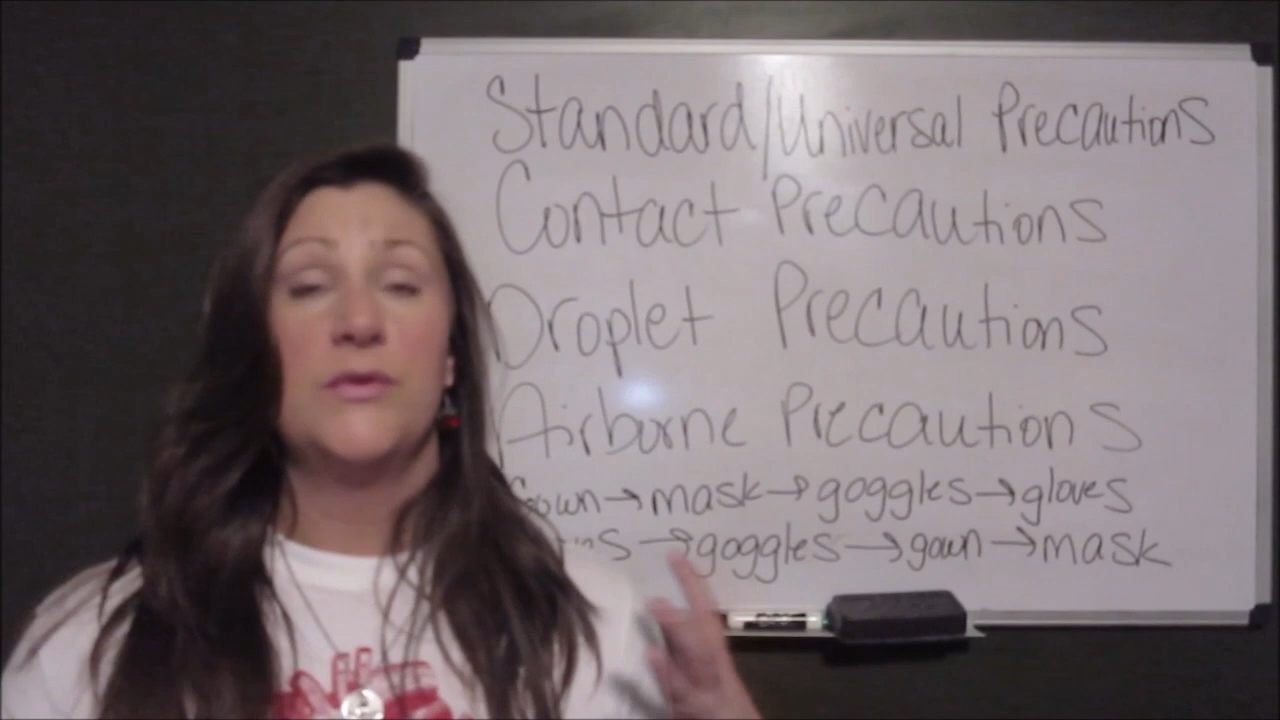 Standard/Universal Precautions
Contact Precautions
Droplet Precautions
Airborne Precautions
Gown → mask → goggles → gloves
→ goggles → gown → mask